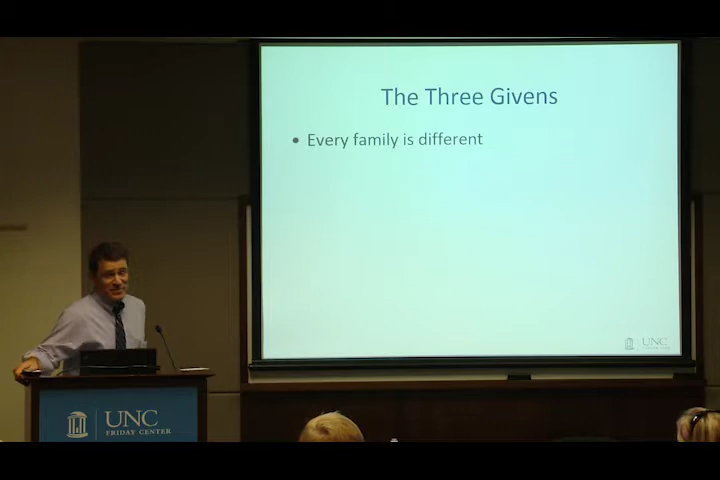 The Three Givens
• Every family is different
UNC
UNC
FRIDAY CENTER